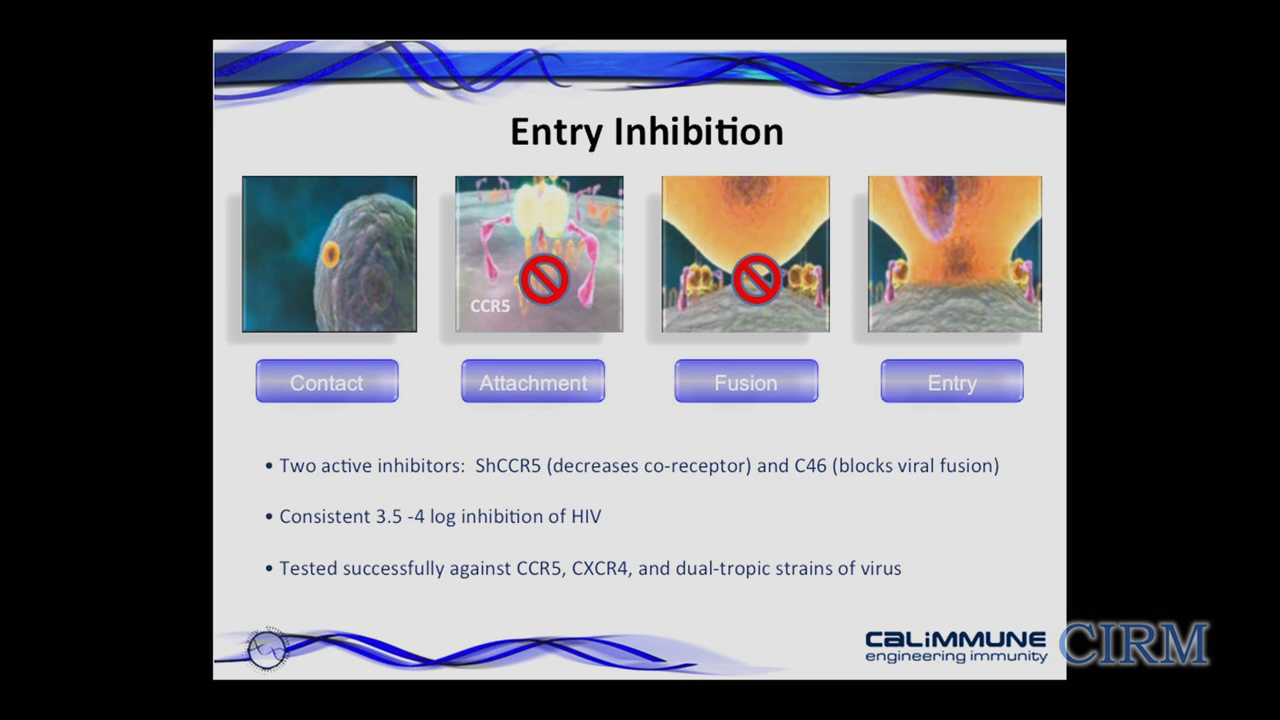 Entry Inhibition
CCR5
Contact
Attachment
Fusion
Entry
• Two active inhibitors:  ShCCR5 (decreases co-receptor) and C46 (blocks viral fusion)
• Consistent 3.5 -4 log inhibition of HIV
• Tested successfully against CCR5, CXCR4, and dual-tropic strains of virus
CALIMMUNE
engineering immunity
CIRM